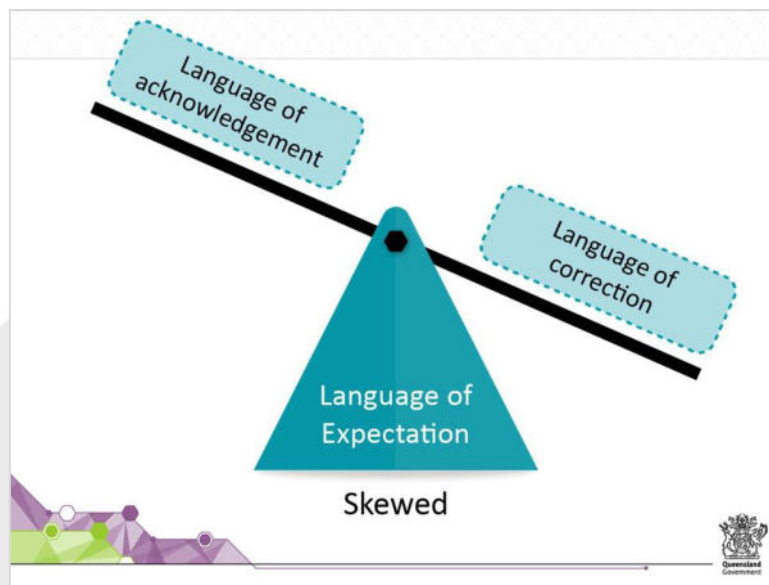 Language of
acknowledgement
Language of
correction
Language of
Expectation
Skewed
Queensland
Government